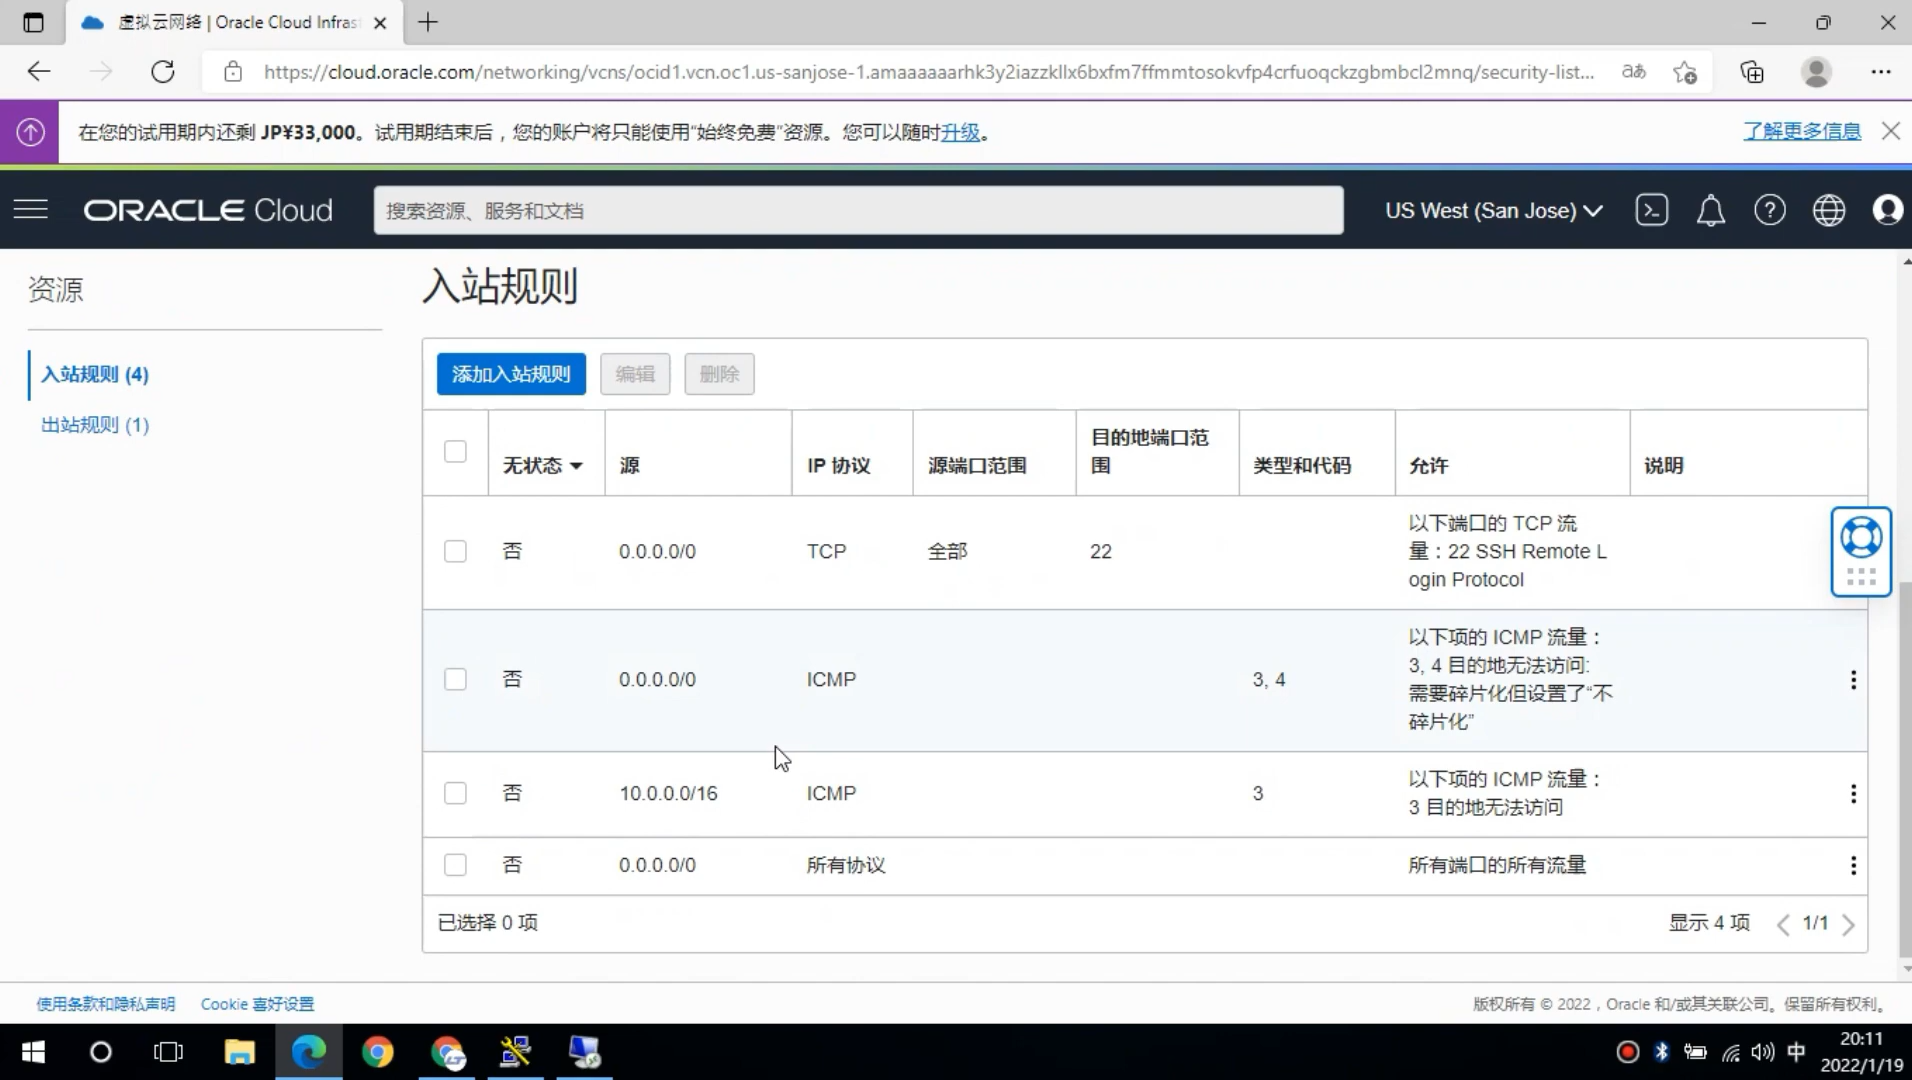 虚拟云网络 | Oracle Cloud Infras
https://cloud.oracle.com/networking/vcns/ocid1.vcn.oc1.us-sanjose-1.amaaaaaarhk3y2iazzkllx6bxfm7ffmmtosokvfp4crfuoqckzgbmbcl2mnq/security-list...
aあ
在您的试用期内还剩 JP¥33,000。试用期结束后，您的账户将只能使用“始终免费”资源。您可以随时升级。
了解更多信息
ORACLE Cloud
搜索资源、服务和文档
US West (San Jose)
资源
入站规则 (4)
出站规则 (1)
入站规则
添加入站规则 编辑 删除
无状态 源 IP 协议 源端口范围 目的地端口范
围 类型和代码 允许 说明
否 0.0.0.0/0 TCP 全部 22 以下端口的 TCP 流
量：22 SSH Remote L
ogin Protocol
否 0.0.0.0/0 ICMP 3, 4 以下项的 ICMP 流量：
3, 4 目的地无法访问:
需要碎片化但设置了“不
碎片化”
否 10.0.0.0/16 ICMP 3 以下项的 ICMP 流量：
3 目的地无法访问
否 0.0.0.0/0 所有协议 所有端口的所有流量
已选择 0 项
显示 4 项 1/1
使用条款和隐私声明 Cookie 喜好设置
版权所有 © 2022，Oracle 和/或其关联公司。保留所有权利。
中
20:11
2022/1/19